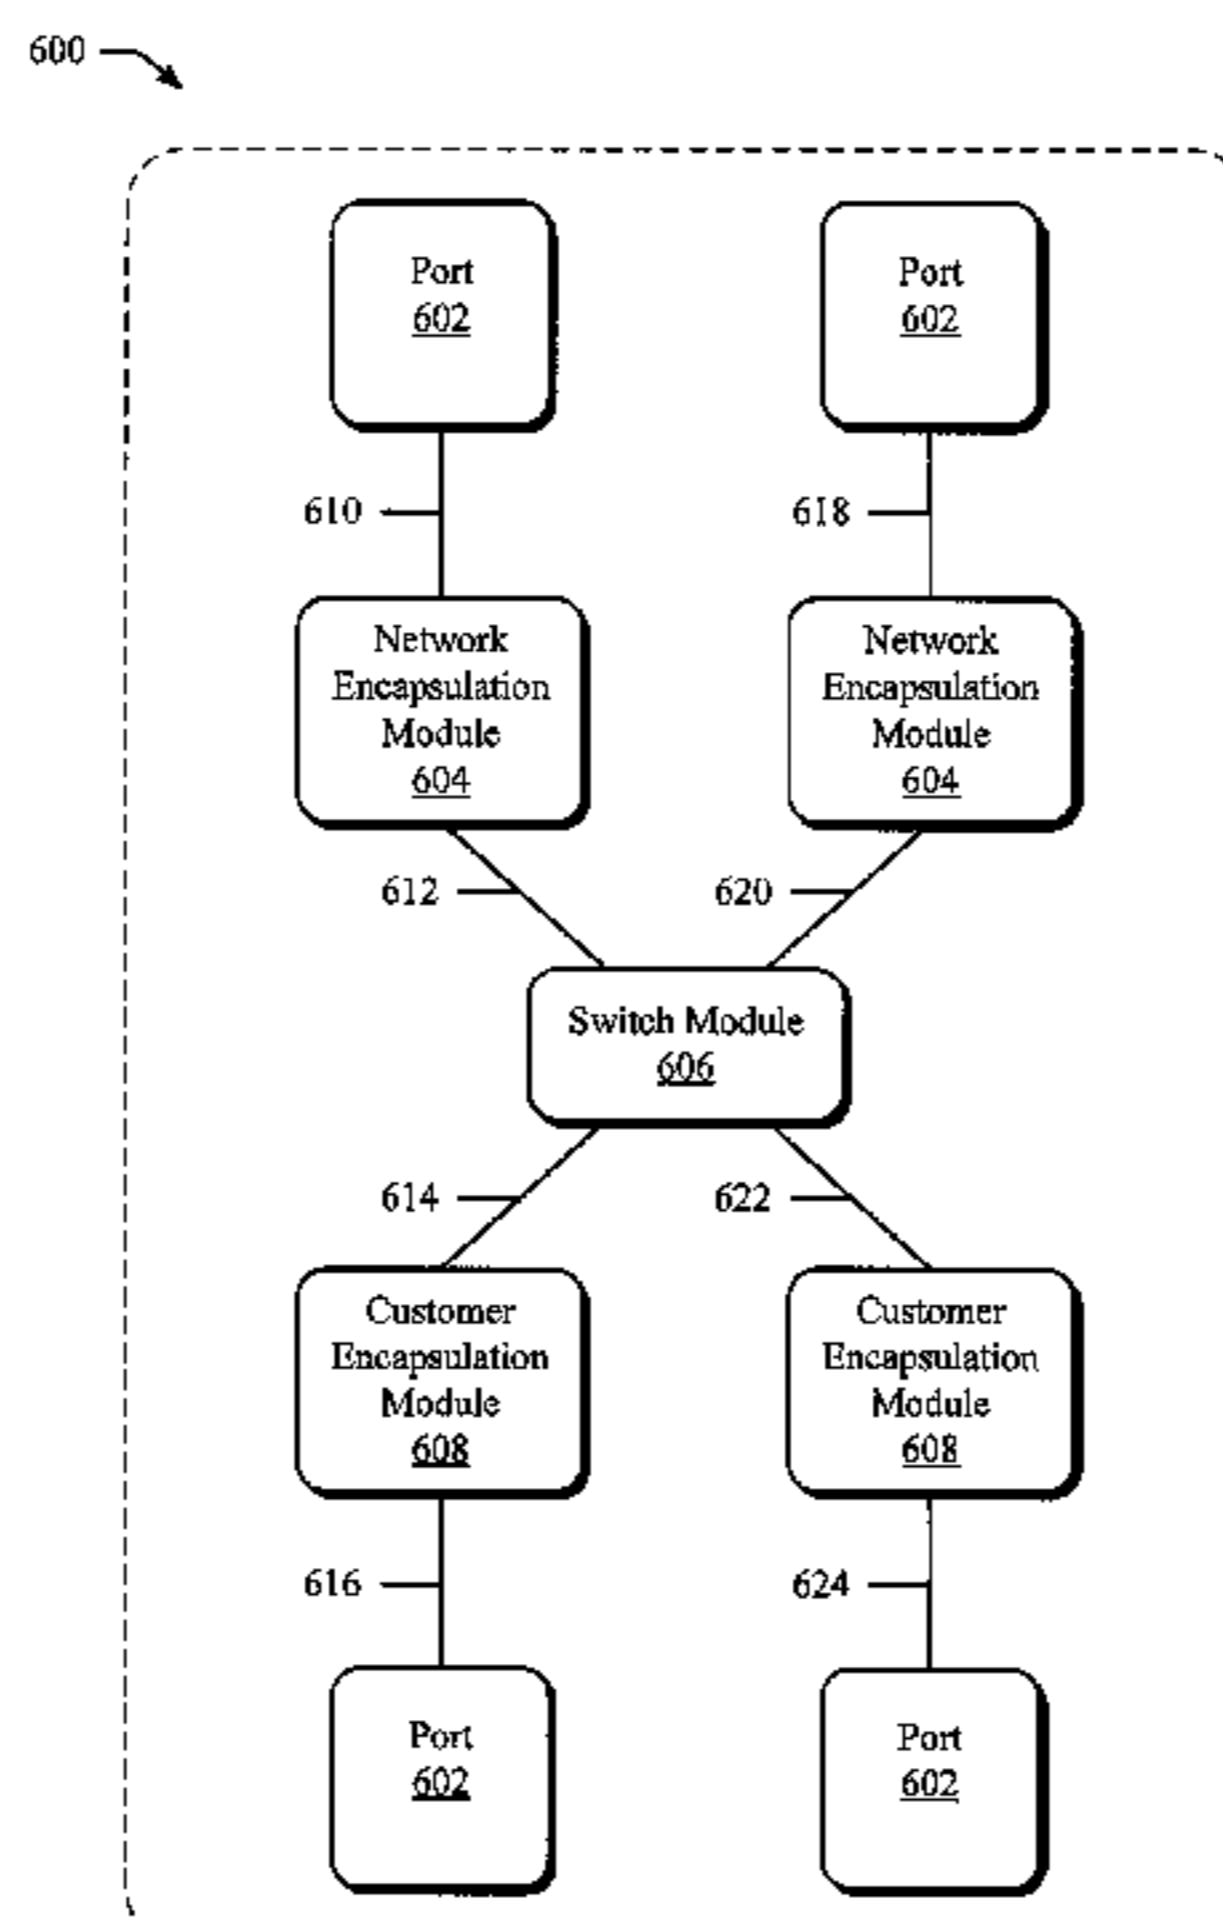 600
Port
602
Port
602
610
618
Network
Encapsulation
Module
604
Network
Encapsulation
Module
604
612
620
Switch Module
606
614
622
Customer
Encapsulation
Module
608
Customer
Encapsulation
Module
608
616
624
Port
602
Port
602